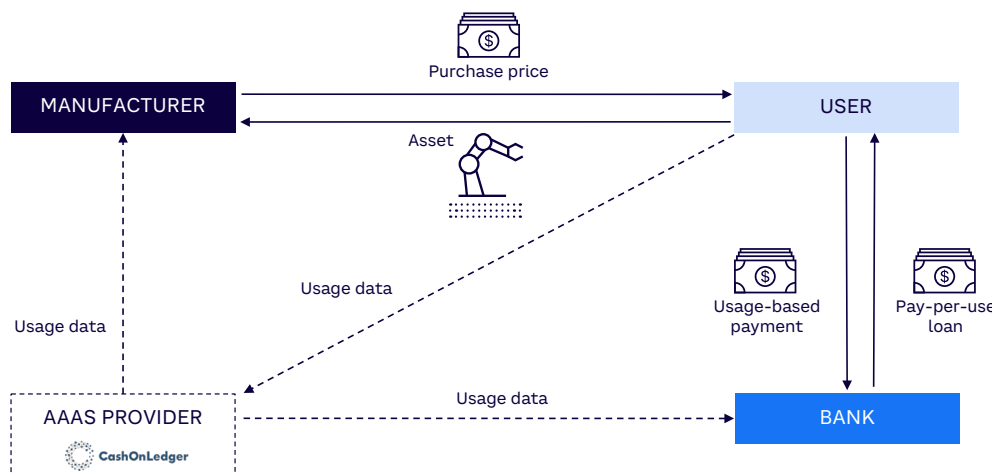 Purchase price
MANUFACTURER
USER
Asset
Usage data
Usage-based
payment
Pay-per-use
loan
Usage data
Usage data
AAAS PROVIDER
CashOnLedger
BANK